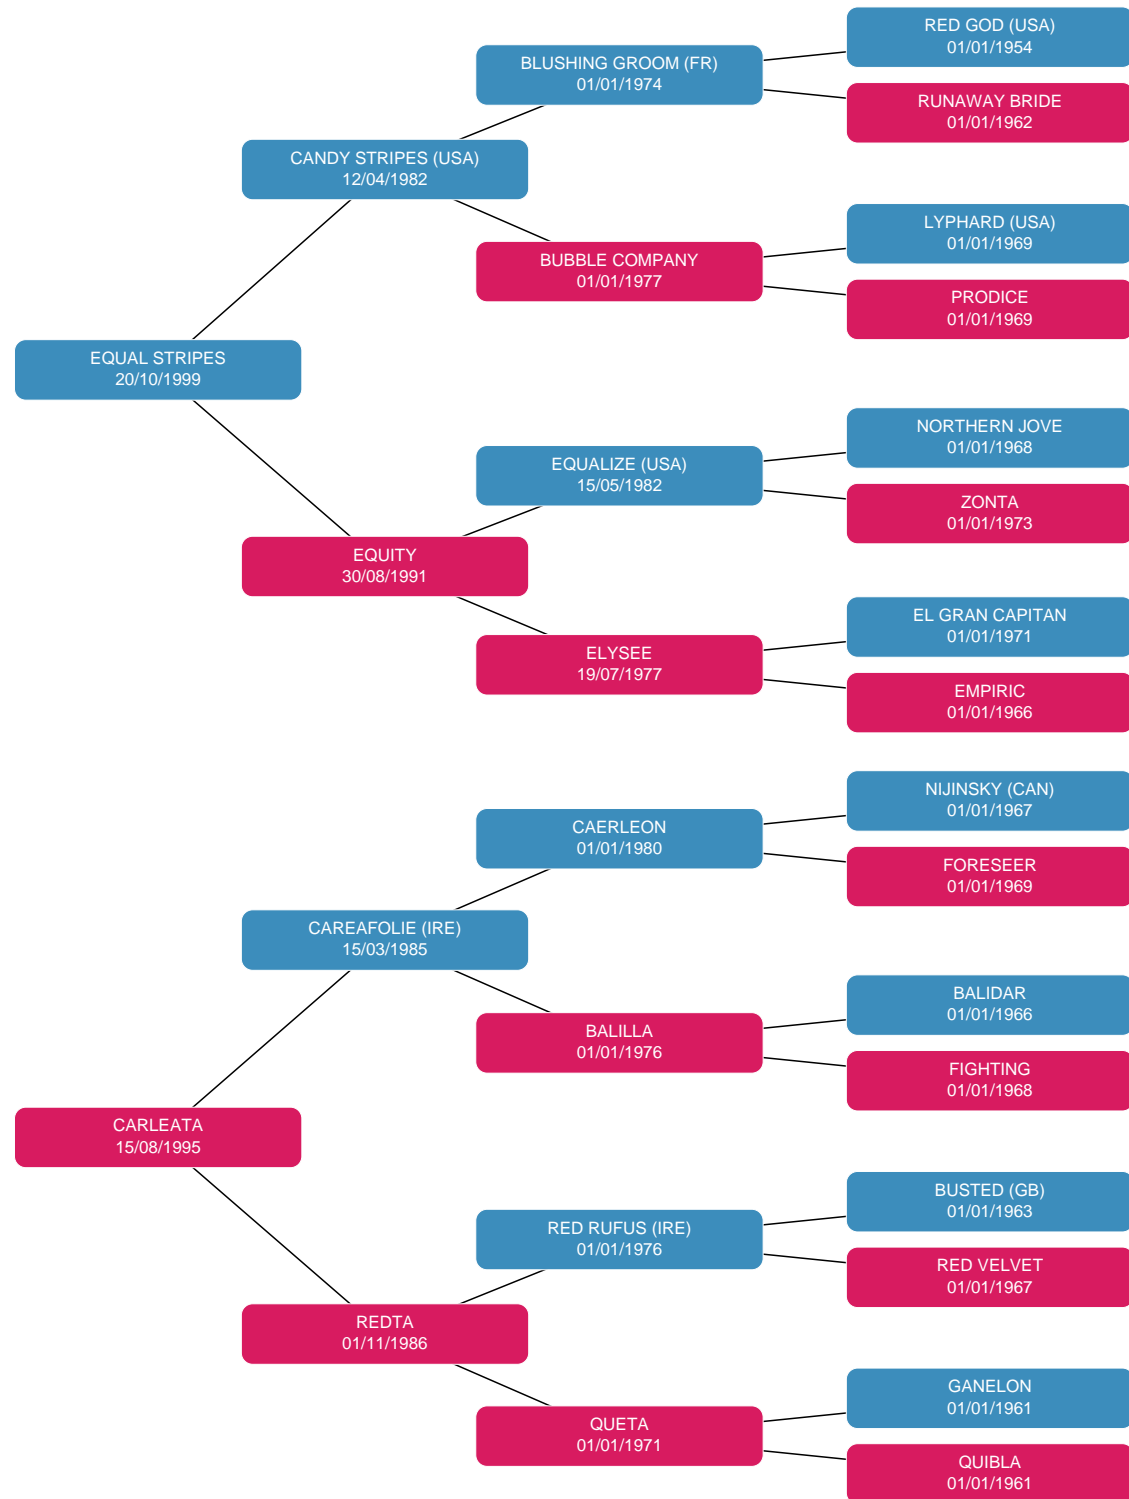 RED GOD (USA)
01/01/1954
BLUSHING GROOM (FR)
01/01/1974
RUNAWAY BRIDE
01/01/1962
CANDY STRIPES (USA)
12/04/1982
LYPHARD (USA)
01/01/1969
BUBBLE COMPANY
01/01/1977
PRODICE
01/01/1969
EQUAL STRIPES
20/10/1999
NORTHERN JOVE
01/01/1968
EQUALIZE (USA)
15/05/1982
ZONTA
01/01/1973
EQUITY
30/08/1991
EL GRAN CAPITAN
01/01/1971
ELYSEE
19/07/1977
EMPIRIC
01/01/1966
NIJINSKY (CAN)
01/01/1967
CAERLEON
01/01/1980
FORESEER
01/01/1969
CAREAFOLIE (IRE)
15/03/1985
BALIDAR
01/01/1966
BALILLA
01/01/1976
FIGHTING
01/01/1968
CARLEATA
15/08/1995
BUSTED (GB)
01/01/1963
RED RUFUS (IRE)
01/01/1976
RED VELVET
01/01/1967
REDTA
01/11/1986
GANELON
01/01/1961
QUETA
01/01/1971
QUIBLA
01/01/1961